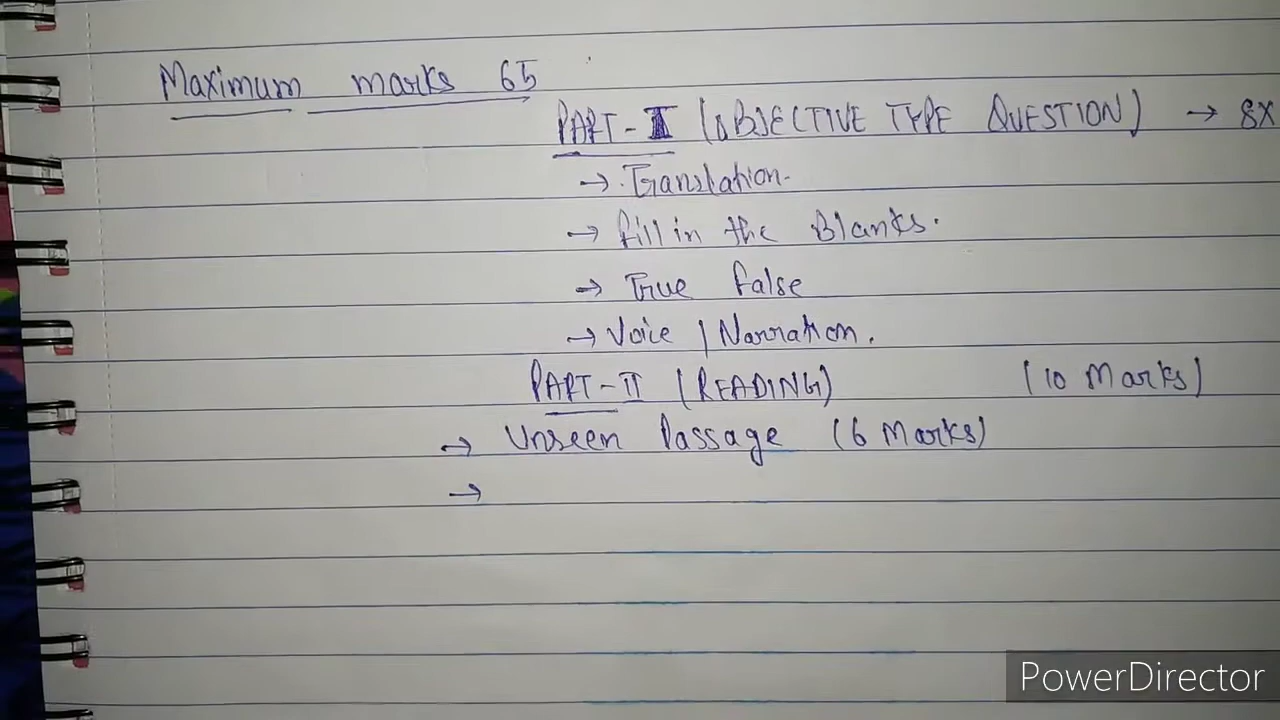 Maximum marks 65
PART-I (OBJECTIVE TYPE QUESTION) → 8X
→ Translation.
→ fill in the Blanks.
→ True false
→ Voice / Narration.
PART-II (READING) (10 Marks)
→ Unseen Passage (6 Marks)
→
PowerDirector